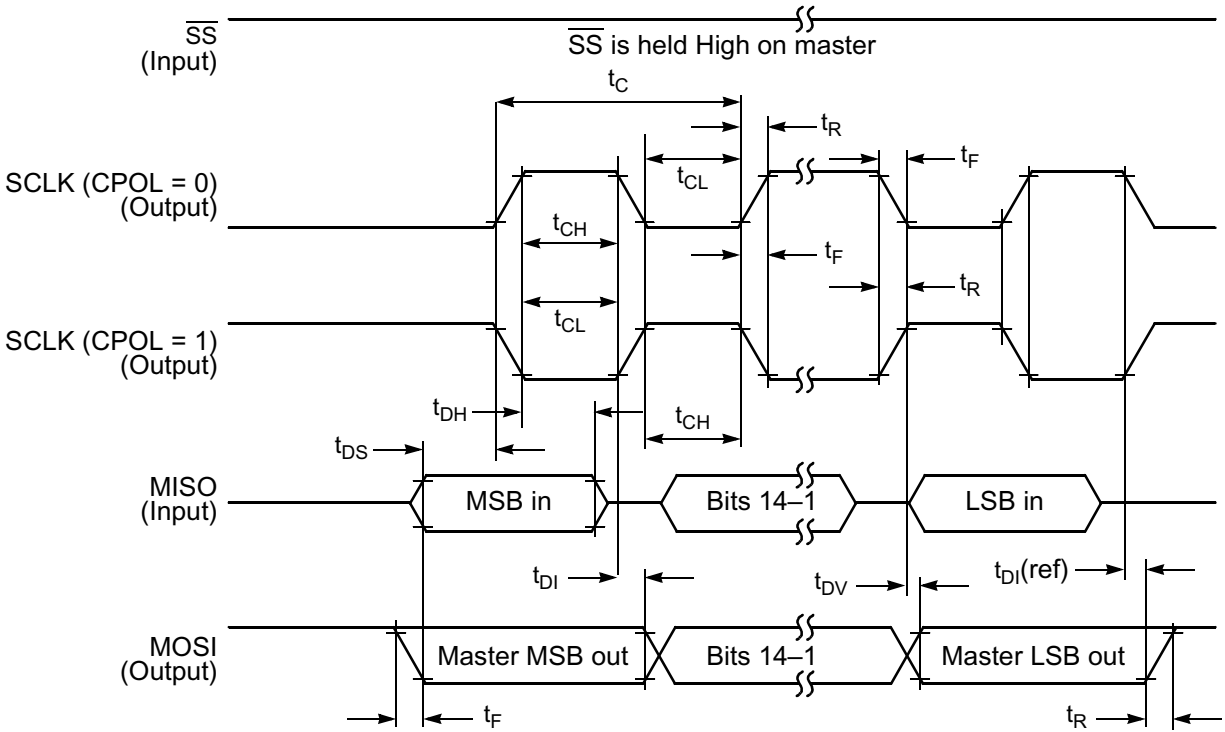 SS
(Input)
SS is held High on master
tC
tR
tF
SCLK (CPOL = 0)
(Output)
tCL
tCH
tF
tR
tCL
SCLK (CPOL = 1)
(Output)
tDH
tCH
tDS
MISO
(Input)
MSB in
Bits 14–1
LSB in
tDI
tDV
tDI(ref)
MOSI
(Output)
Master MSB out
Bits 14–1
Master LSB out
tF
tR